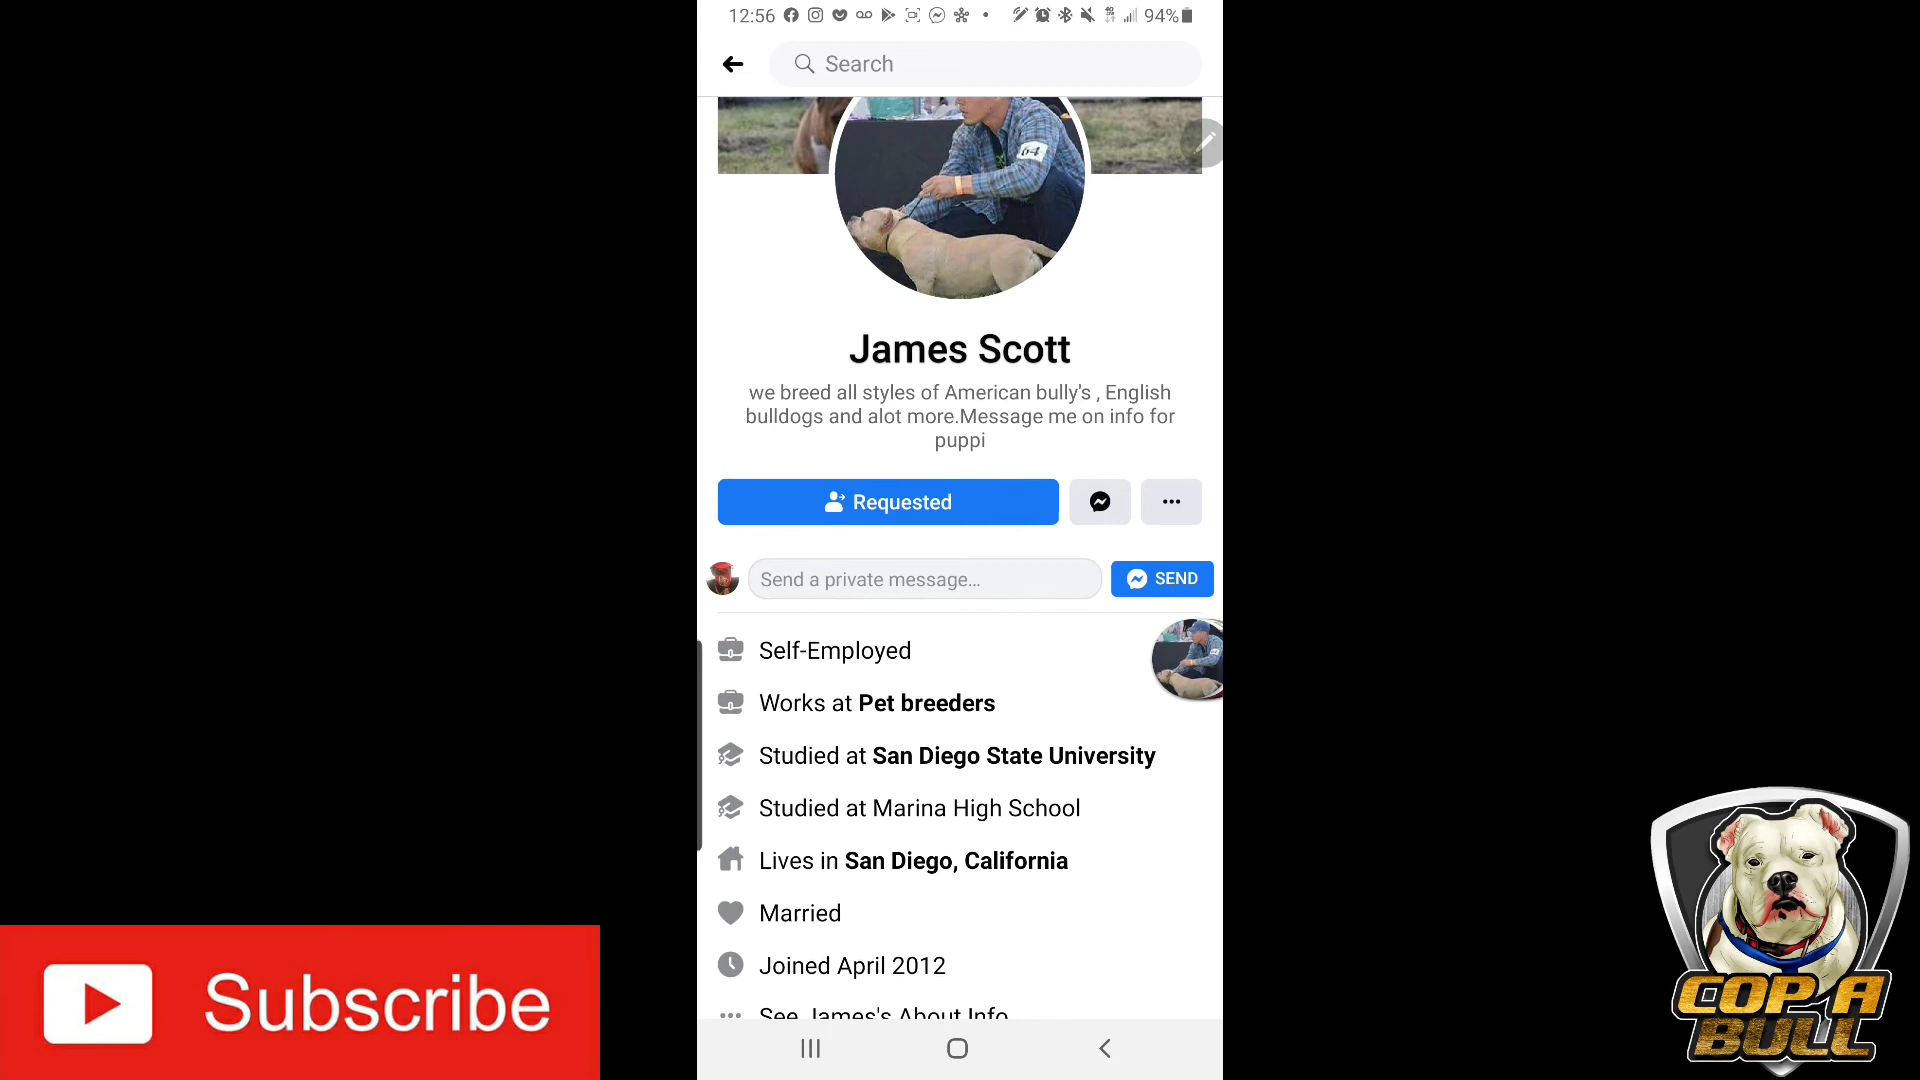 12:56
94%
Search
64
James Scott
we breed all styles of American bully's , English
bulldogs and alot more.Message me on info for
puppi
Requested
Send a private message...
SEND
Self-Employed
Works at Pet breeders
Studied at San Diego State University
Studied at Marina High School
Lives in San Diego, California
Married
Joined April 2012
See James's About Info
Subscribe
COP A
BULL